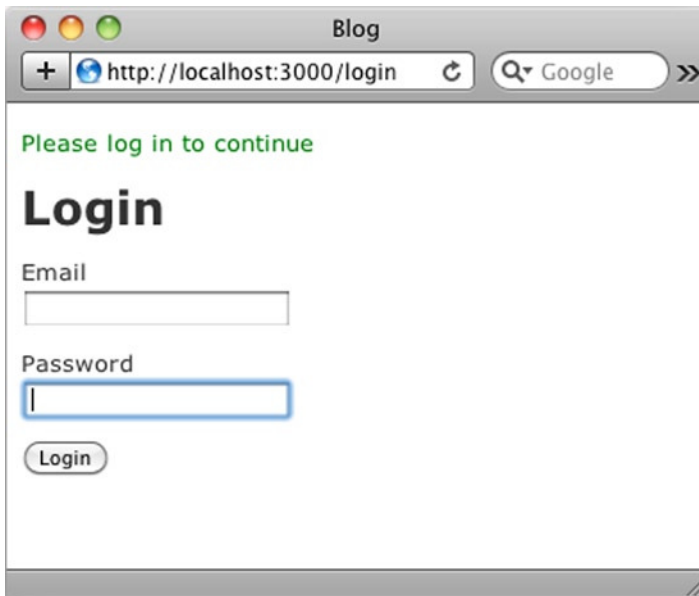 Blog
+ http://localhost:3000/login Google »
Please log in to continue
Login
Email
Password
Login